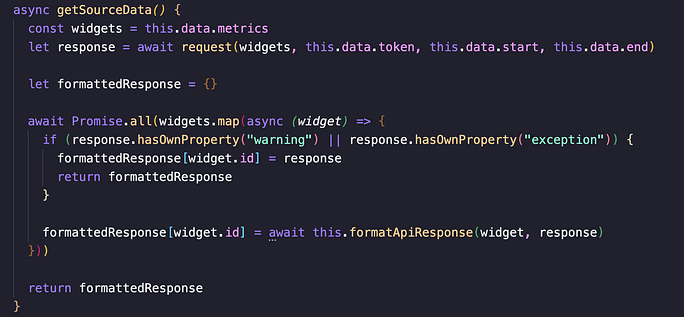 async getSourceData() {
const widgets = this.data.metrics
let response = await request(widgets, this.data.token, this.data.start, this.data.end)
let formattedResponse = {}
await Promise.all(widgets.map(async (widget) => {
if (response.hasOwnProperty("warning") || response.hasOwnProperty("exception")) {
formattedResponse[widget.id] = response
return formattedResponse
}
formattedResponse[widget.id] = await this.formatApiResponse(widget, response)
}))
return formattedResponse
}